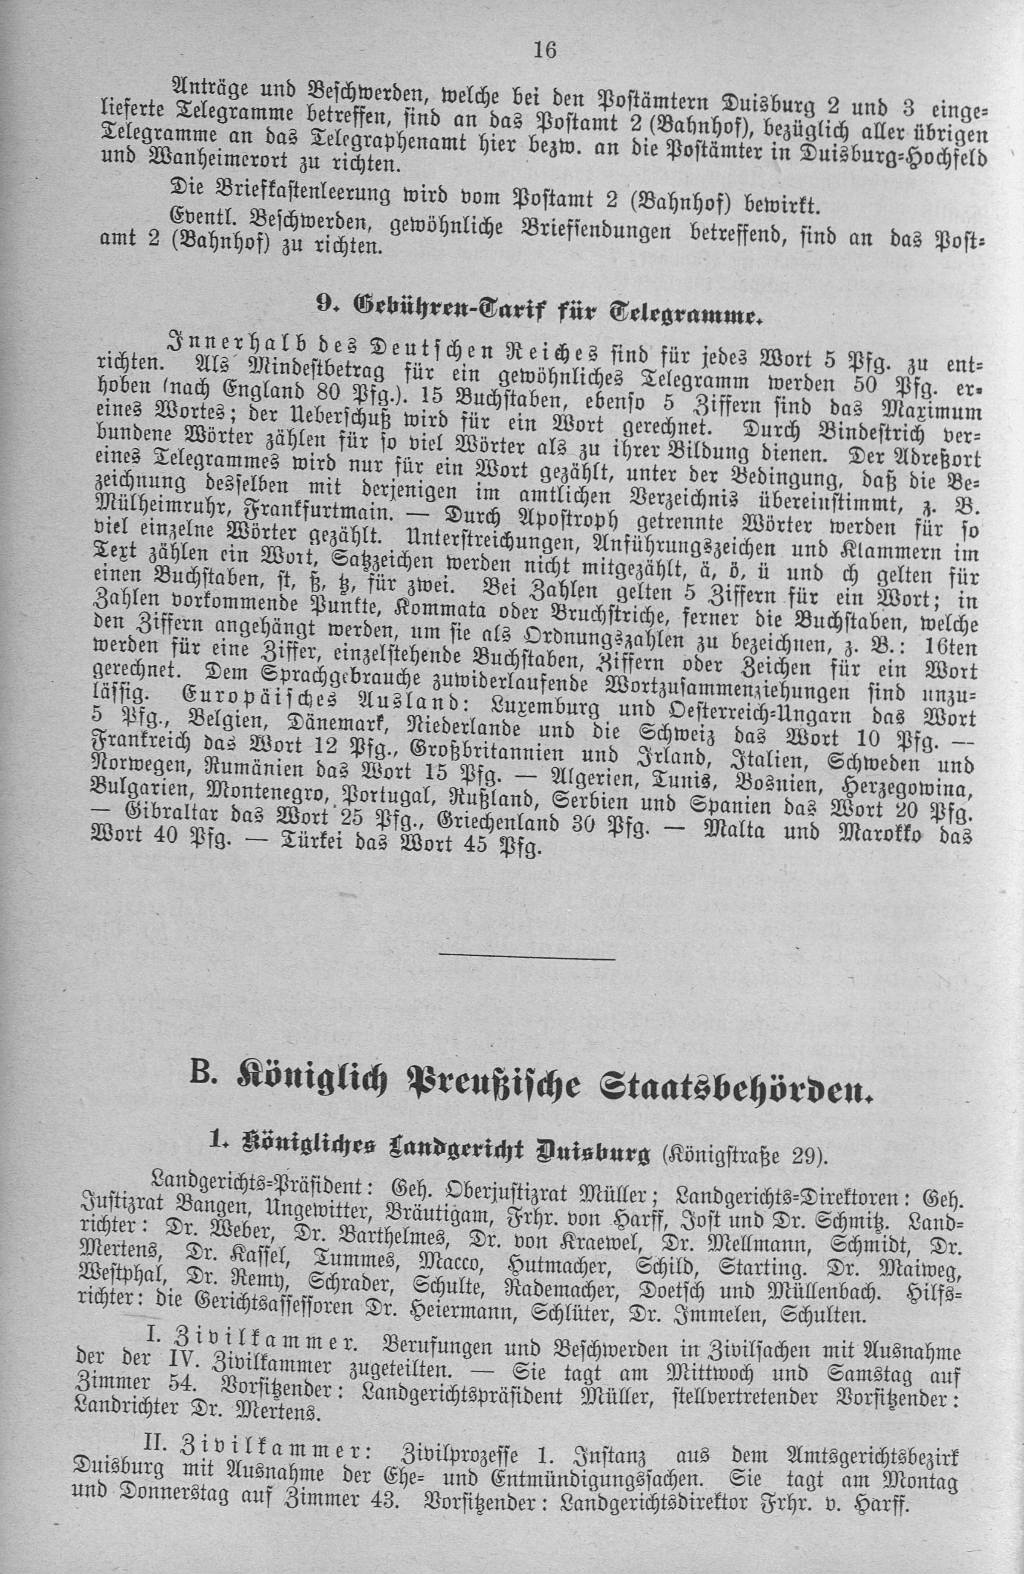 16
Anträge und Beschwerden, welche bei den Postämtern Duisburg 2 und 3 einge-
lieferte Telegramme betreffen, sind an das Postamt 2 (Bahnhof), bezüglich aller übrigen
Telegramme an das Telegraphenamt hier bezw. an die Postämter in Duisburg-Hochfeld
und Wanheimerort zu richten.
Die Briefkastenleerung wird vom Postamt 2 (Bahnhof) bewirkt.
Eventl. Beschwerden, gewöhnliche Briefsendungen betreffend, sind an das Post-
amt 2 (Bahnhof) zu richten.
9. Gebühren-Tarif für Telegramme.
Innerhalb des Deutschen Reiches sind für jedes Wort 5 Pfg. zu ent-
richten. Als Mindestbetrag für ein gewöhnliches Telegramm werden 50 Pfg. er-
hoben (nach England 80 Pfg.). 15 Buchstaben, ebenso 5 Ziffern sind das Maximum
eines Wortes; der Ueberschuß wird für ein Wort gerechnet. Durch Bindestrich ver-
bundene Wörter zählen für so viel Wörter als zu ihrer Bildung dienen. Der Adreßort
eines Telegrammes wird nur für ein Wort gezählt, unter der Bedingung, daß die Be-
zeichnung desselben mit derjenigen im amtlichen Verzeichnis übereinstimmt, z. B.
Mülheimruhr, Frankfurtmain. — Durch Apostroph getrennte Wörter werden für so
viel einzelne Wörter gezählt. Unterstreichungen, Anführungszeichen und Klammern im
Text zählen ein Wort, Satzzeichen werden nicht mitgezählt, ä, ö, ü und ch gelten für
einen Buchstaben, st, ß, tz, für zwei. Bei Zahlen gelten 5 Ziffern für ein Wort; in
Zahlen vorkommende Punkte, Kommata oder Bruchstriche, ferner die Buchstaben, welche
den Ziffern angehängt werden, um sie als Ordnungszahlen zu bezeichnen, z. B.: 16ten
werden für eine Ziffer, einzelstehende Buchstaben, Ziffern oder Zeichen für ein Wort
gerechnet. Dem Sprachgebrauche zuwiderlaufende Wortzusammenziehungen sind unzu-
lässig. Europäisches Ausland: Luxemburg und Oesterreich-Ungarn das Wort
5 Pfg., Belgien, Dänemark, Niederlande und die Schweiz das Wort 10 Pfg. —
Frankreich das Wort 12 Pfg., Großbritannien und Irland, Italien, Schweden und
Norwegen, Rumänien das Wort 15 Pfg. — Algerien, Tunis, Bosnien, Herzegowina,
Bulgarien, Montenegro, Portugal, Rußland, Serbien und Spanien das Wort 20 Pfg.
— Gibraltar das Wort 25 Pfg., Griechenland 30 Pfg. — Malta und Marokko das
Wort 40 Pfg. — Türkei das Wort 45 Pfg.
B. Königlich Preußische Staatsbehörden.
1. Königliches Landgericht Duisburg (Königstraße 29).
Landgerichts-Präsident: Geh. Oberjustizrat Müller; Landgerichts-Direktoren: Geh.
Justizrat Bangen, Ungewitter, Bräutigam, Frhr. von Harff, Jost und Dr. Schmitz. Land-
richter: Dr. Weber, Dr. Barthelmes, Dr. von Kraewel, Dr. Mellmann, Schmidt, Dr.
Mertens, Dr. Kassel, Tummes, Macco, Hutmacher, Schild, Starting. Dr. Maiweg,
Westphal, Dr. Remy, Schrader, Schulte, Rademacher, Doetsch und Müllenbach. Hilfs-
richter: die Gerichtsassessoren Dr. Heiermann, Schlüter, Dr. Immelen, Schulten.
I. Zivilkammer. Berufungen und Beschwerden in Zivilsachen mit Ausnahme
der der IV. Zivilkammer zugeteilten. — Sie tagt am Mittwoch und Samstag auf
Zimmer 54. Vorsitzender: Landgerichtspräsident Müller, stellvertretender Vorsitzender:
Landrichter Dr. Mertens.
II. Zivilkammer: Zivilprozesse 1. Instanz aus dem Amtsgerichtsbezirk
Duisburg mit Ausnahme der Ehe- und Entmündigungssachen. Sie tagt am Montag
und Donnerstag auf Zimmer 43. Vorsitzender: Landgerichtsdirektor Frhr. v. Harff.